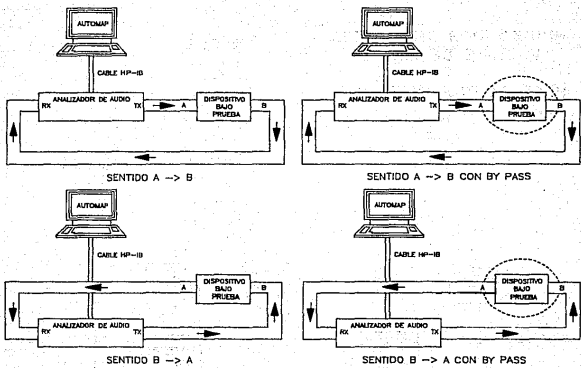 AUTOMAP
CABLE HP-IB
ANALIZADOR DE AUDIO
RX
TX
A
DISPOSITIVO
BAJO
PRUEBA
B
SENTIDO A --> B
AUTOMAP
CABLE HP-IB
ANALIZADOR DE AUDIO
RX
TX
A
DISPOSITIVO
BAJO
PRUEBA
B
SENTIDO A --> B CON BY PASS
AUTOMAP
CABLE HP-IB
A
DISPOSITIVO
BAJO
PRUEBA
B
ANALIZADOR DE AUDIO
RX
TX
SENTIDO B --> A
AUTOMAP
CABLE HP-IB
A
DISPOSITIVO
BAJO
PRUEBA
B
ANALIZADOR DE AUDIO
RX
TX
SENTIDO B --> A CON BY PASS